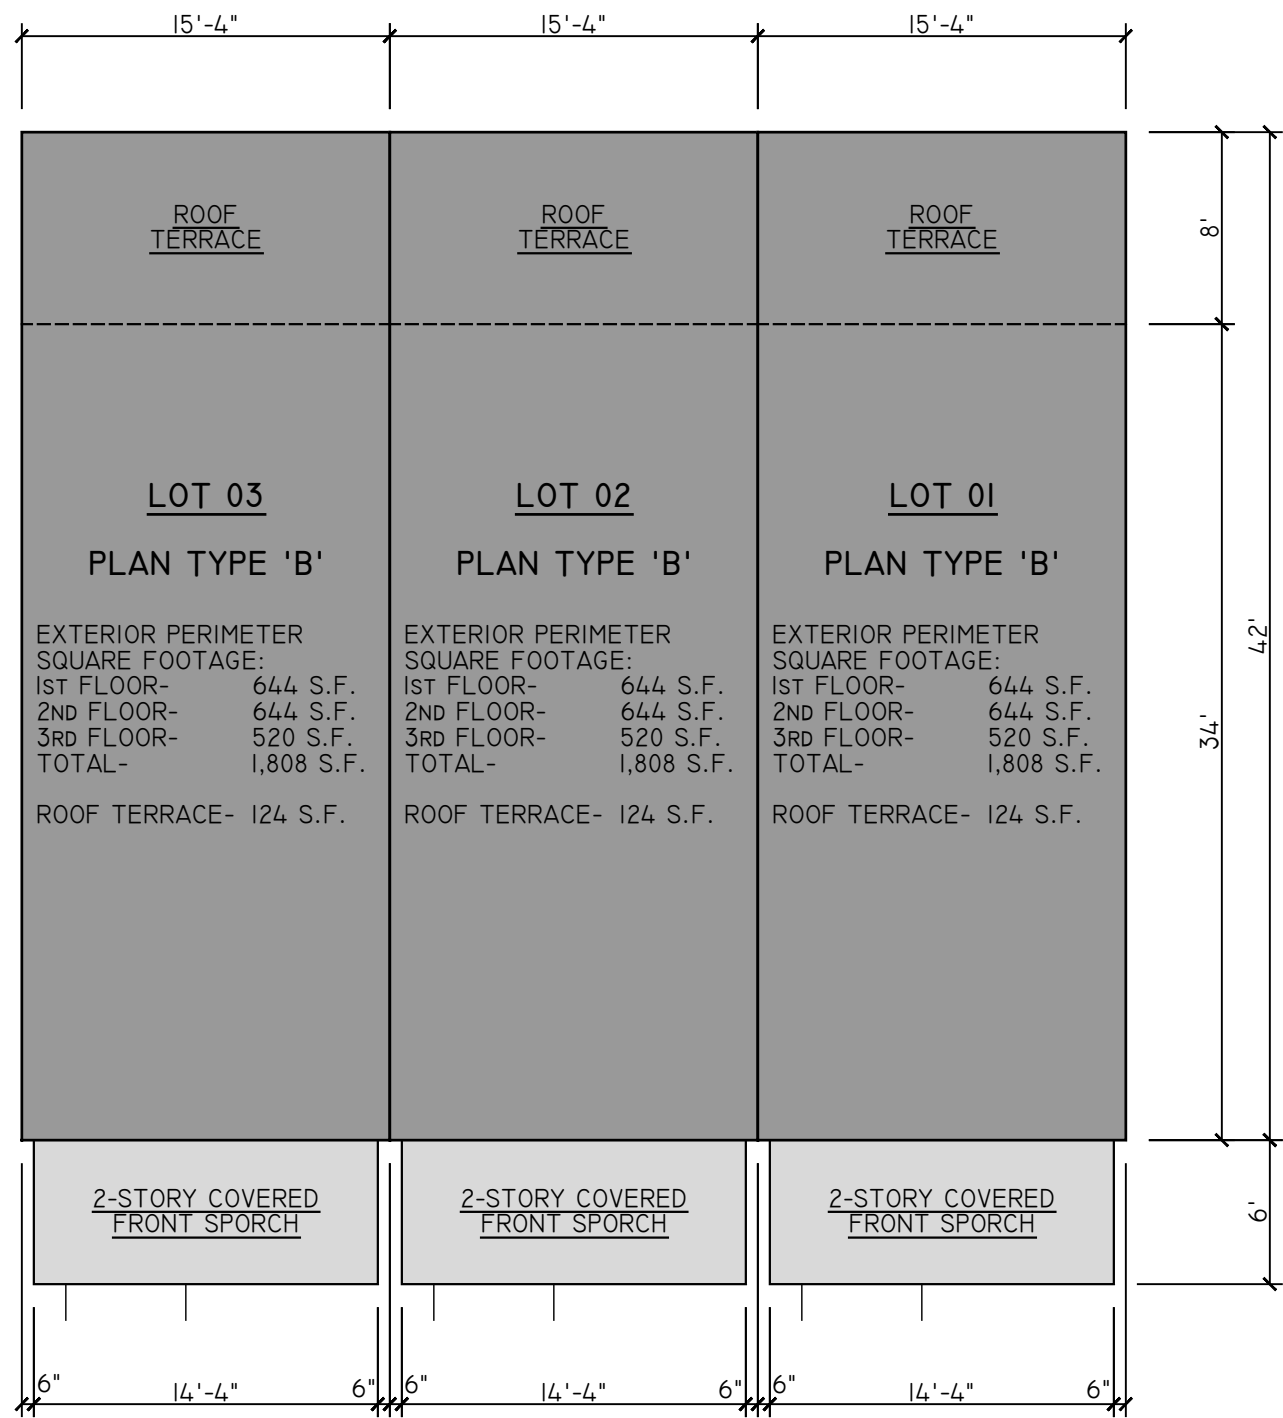 15'-4" 15'-4" 15'-4"
ROOF
TERRACE
ROOF
TERRACE
ROOF
TERRACE
8'
LOT 03
PLAN TYPE 'B'
EXTERIOR PERIMETER
SQUARE FOOTAGE:
1ST FLOOR- 644 S.F.
2ND FLOOR- 644 S.F.
3RD FLOOR- 520 S.F.
TOTAL- 1,808 S.F.
ROOF TERRACE- 124 S.F.
LOT 02
PLAN TYPE 'B'
EXTERIOR PERIMETER
SQUARE FOOTAGE:
1ST FLOOR- 644 S.F.
2ND FLOOR- 644 S.F.
3RD FLOOR- 520 S.F.
TOTAL- 1,808 S.F.
ROOF TERRACE- 124 S.F.
LOT 01
PLAN TYPE 'B'
EXTERIOR PERIMETER
SQUARE FOOTAGE:
1ST FLOOR- 644 S.F.
2ND FLOOR- 644 S.F.
3RD FLOOR- 520 S.F.
TOTAL- 1,808 S.F.
ROOF TERRACE- 124 S.F.
34'
42'
2-STORY COVERED
FRONT SPORCH
2-STORY COVERED
FRONT SPORCH
2-STORY COVERED
FRONT SPORCH
6'
6" 14'-4" 6" 6" 14'-4" 6" 6" 14'-4" 6"